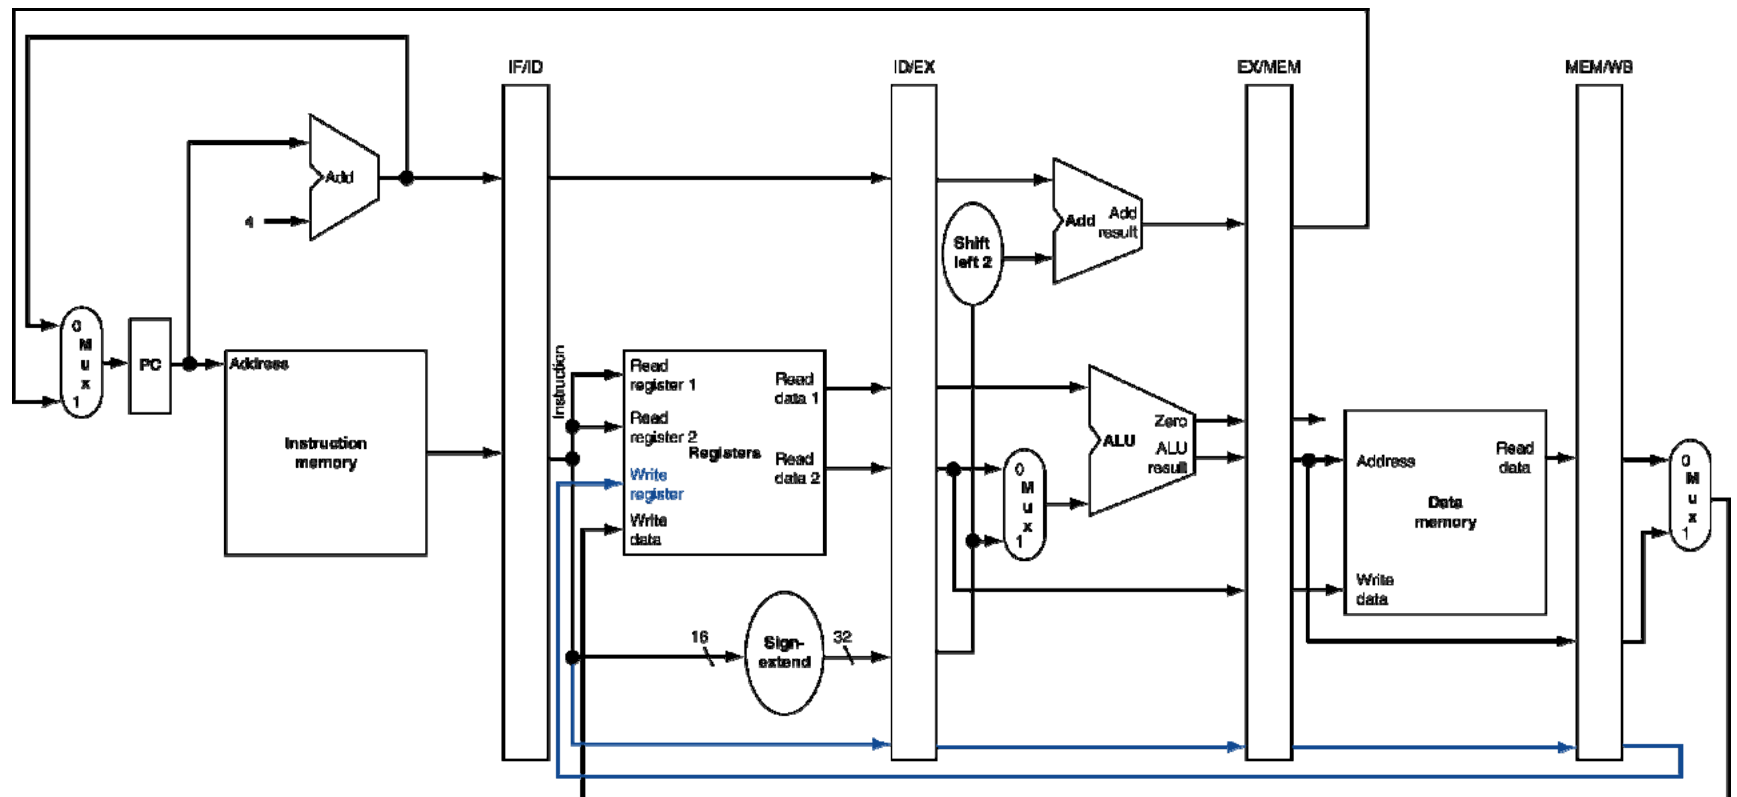 IF/ID
ID/EX
EX/MEM
MEM/WB
Add
4
Shift
left 2
Add
Add
result
0
M
u
x
1
PC
Address
Instruction
memory
Instruction
Read
register 1
Read
register 2
Write
register
Write
data
Registers
Read
data 1
Read
data 2
16
Sign-
extend
32
0
M
u
x
1
Zero
ALU
ALU
result
Address
Read
data
Data
memory
Write
data
0
M
u
x
1